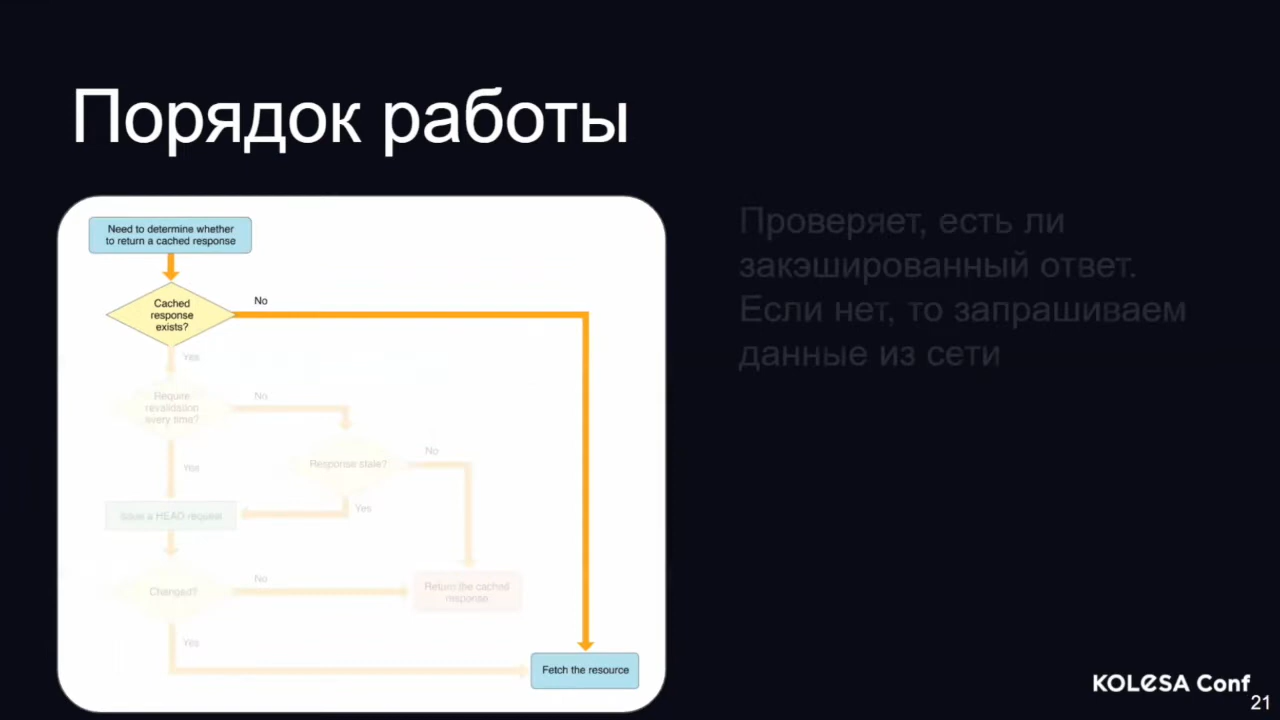 Порядок работы
Need to determine whether
to return a cached response
Cached
response
exists?
No
Yes
Require
revalidation
every time?
No
Yes
Response stale?
No
Yes
Issue a HEAD request
Changed?
No
Return the cached
response
Yes
Fetch the resource
Проверяет, есть ли
закэшированный ответ.
Если нет, то запрашиваем
данные из сети
KOLESA Conf
21